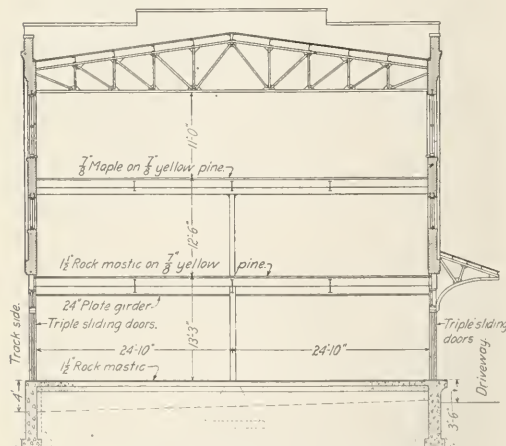 11'-0"
7/8" Maple on 7/8" yellow pine.
12'-6"
1 1/2" Rock mastic on 7/8" yellow pine.
24" Plate girder
Triple sliding doors.
Triple sliding
doors
Track side.
24'-10"
13'-3"
24'-10"
1 1/2" Rock mastic
Driveway.
4'
3'-6"